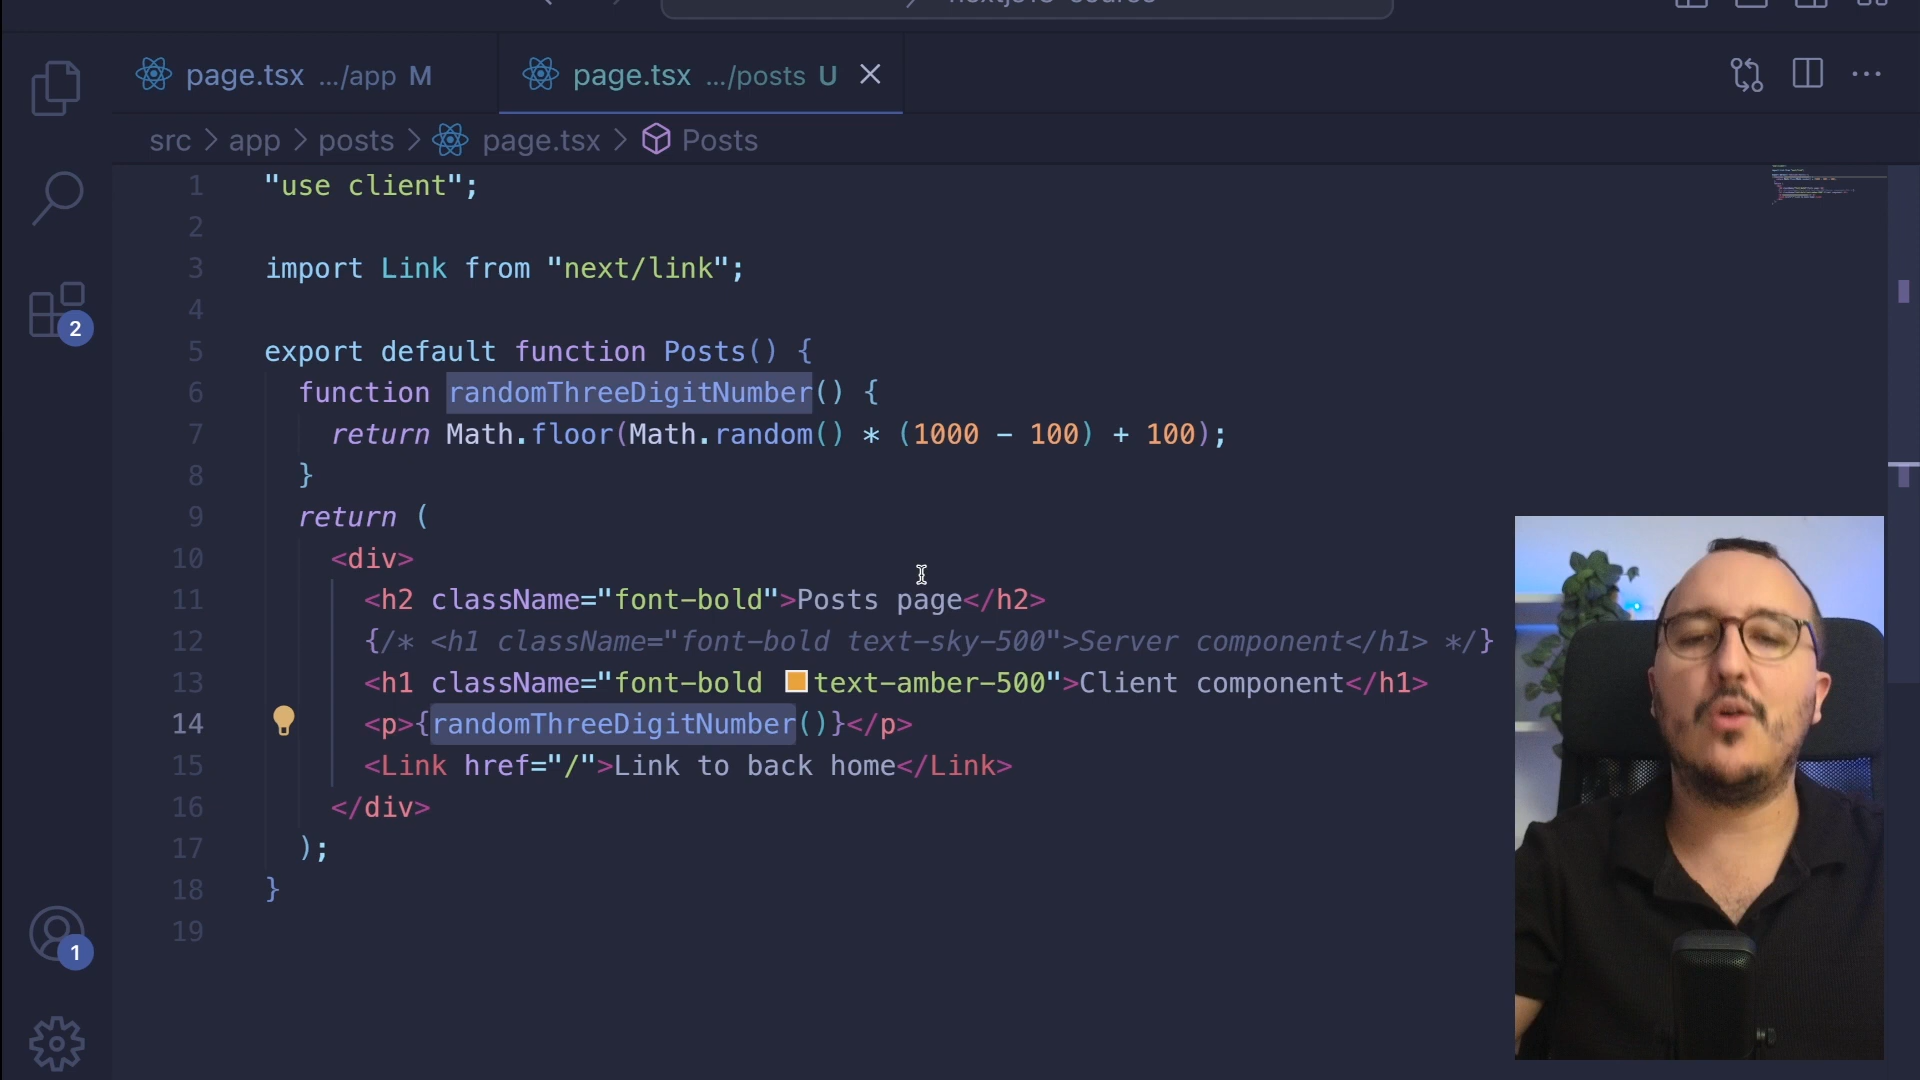 page.tsx .../app M
page.tsx .../posts U
src > app > posts > page.tsx > Posts
1 "use client";
2
3 import Link from "next/link";
4
5 export default function Posts() {
6 function randomThreeDigitNumber() {
7 return Math.floor(Math.random() * (1000 - 100) + 100);
8 }
9 return (
10 <div>
11 <h2 className="font-bold">Posts page</h2>
12 {/* <h1 className="font-bold text-sky-500">Server component</h1> */}
13 <h1 className="font-bold text-amber-500">Client component</h1>
14 <p>{randomThreeDigitNumber()}</p>
15 <Link href="/">Link to back home</Link>
16 </div>
17 );
18 }
19
2
1